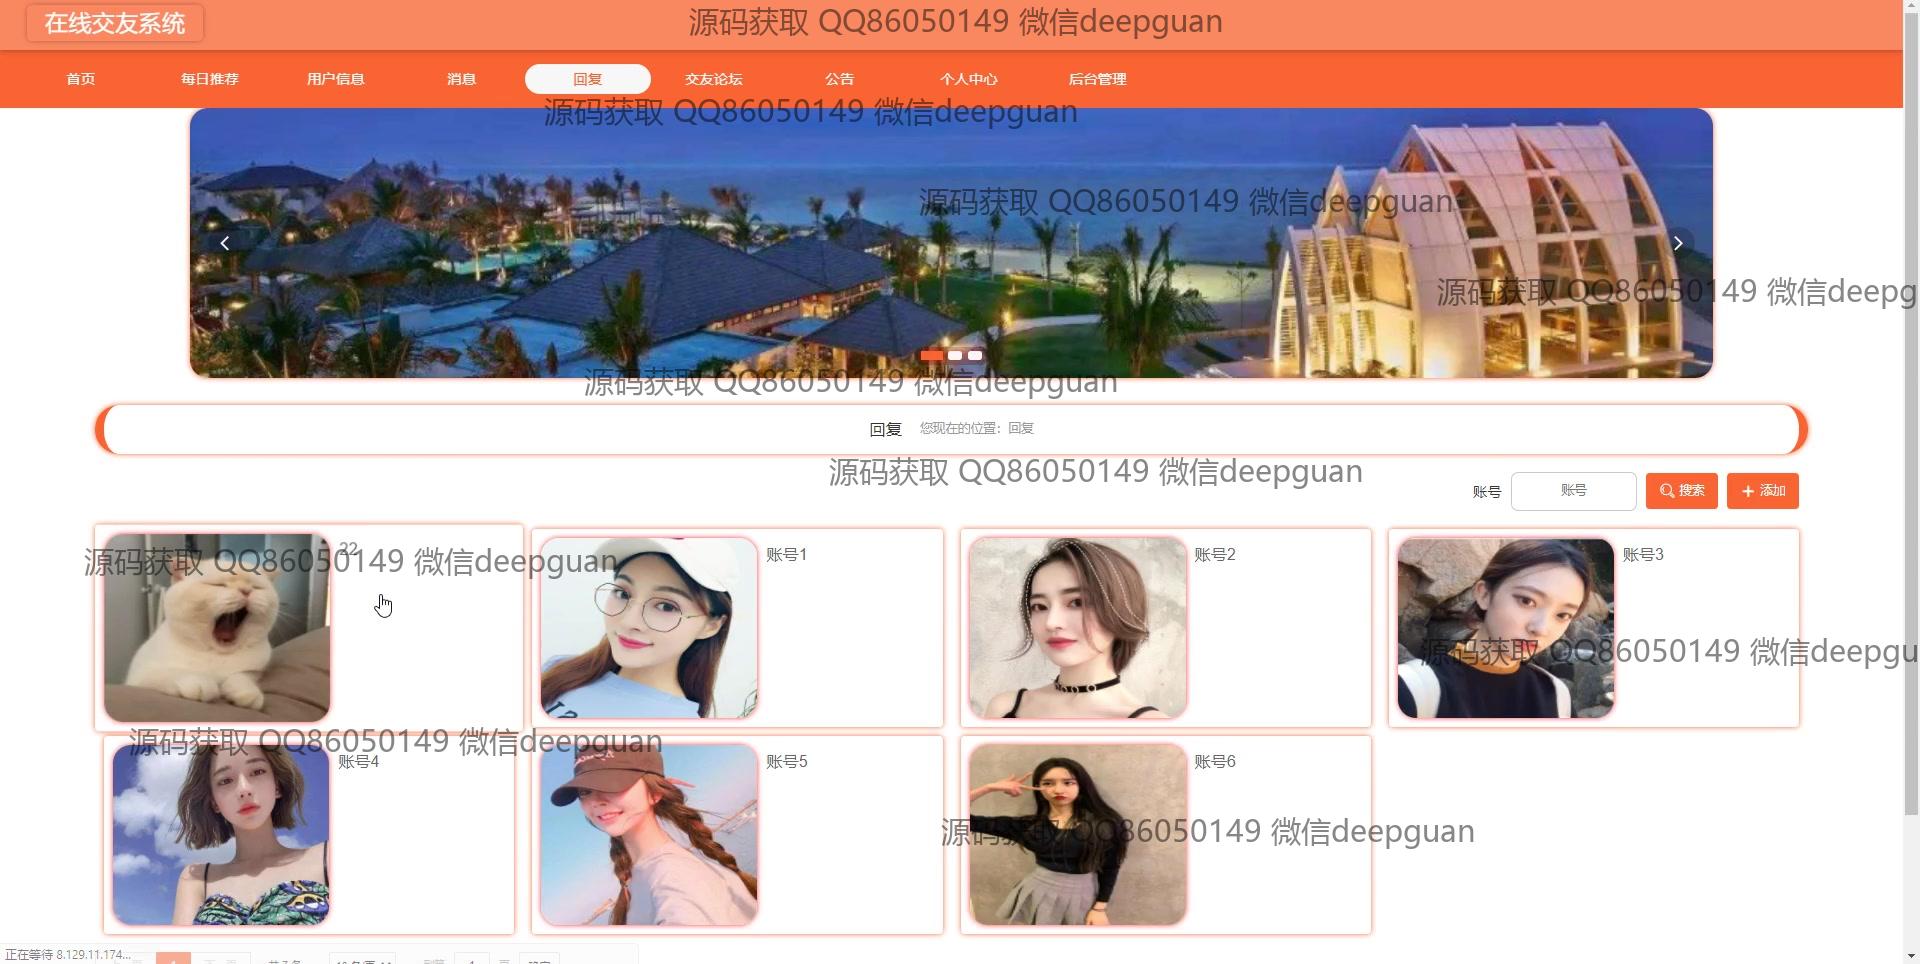 在线交友系统
源码获取 QQ86050149 微信deepguan
首页 每日推荐 用户信息 消息 回复 交友论坛 公告 个人中心 后台管理
源码获取 QQ86050149 微信deepguan
源码获取 QQ86050149 微信deepguan
源码获取 QQ86050149 微信deepg
源码获取 QQ86050149 微信deepguan
回复 您现在的位置：回复
源码获取 QQ86050149 微信deepguan
账号 账号 搜索 添加
22 账号1 账号2 账号3
源码获取 QQ86050149 微信deepguan
源码获取 QQ86050149 微信deepgu
源码获取 QQ86050149 微信deepguan
账号4 账号5 账号6
源码获取 QQ86050149 微信deepguan
正在等待 8.129.11.174...